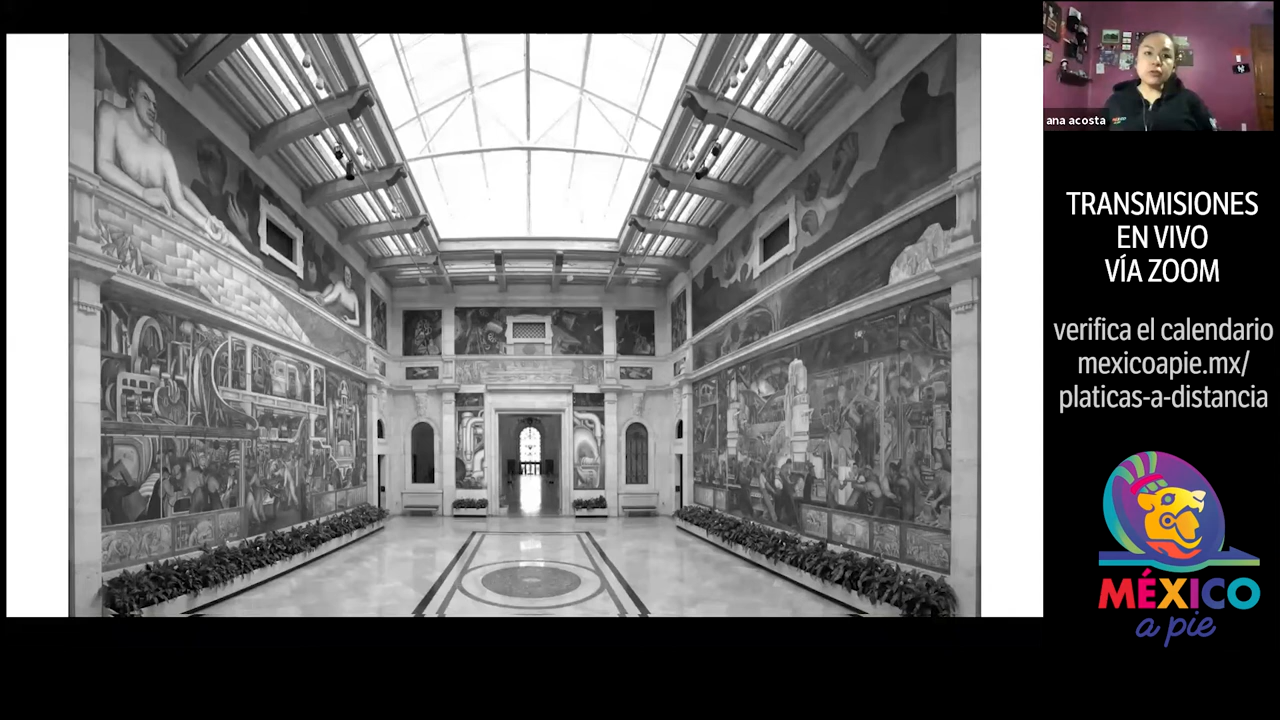 ana acosta
TRANSMISIONES
EN VIVO
VÍA ZOOM
verifica el calendario
mexicoapie.mx/
platicas-a-distancia
MÉXICO
a pie